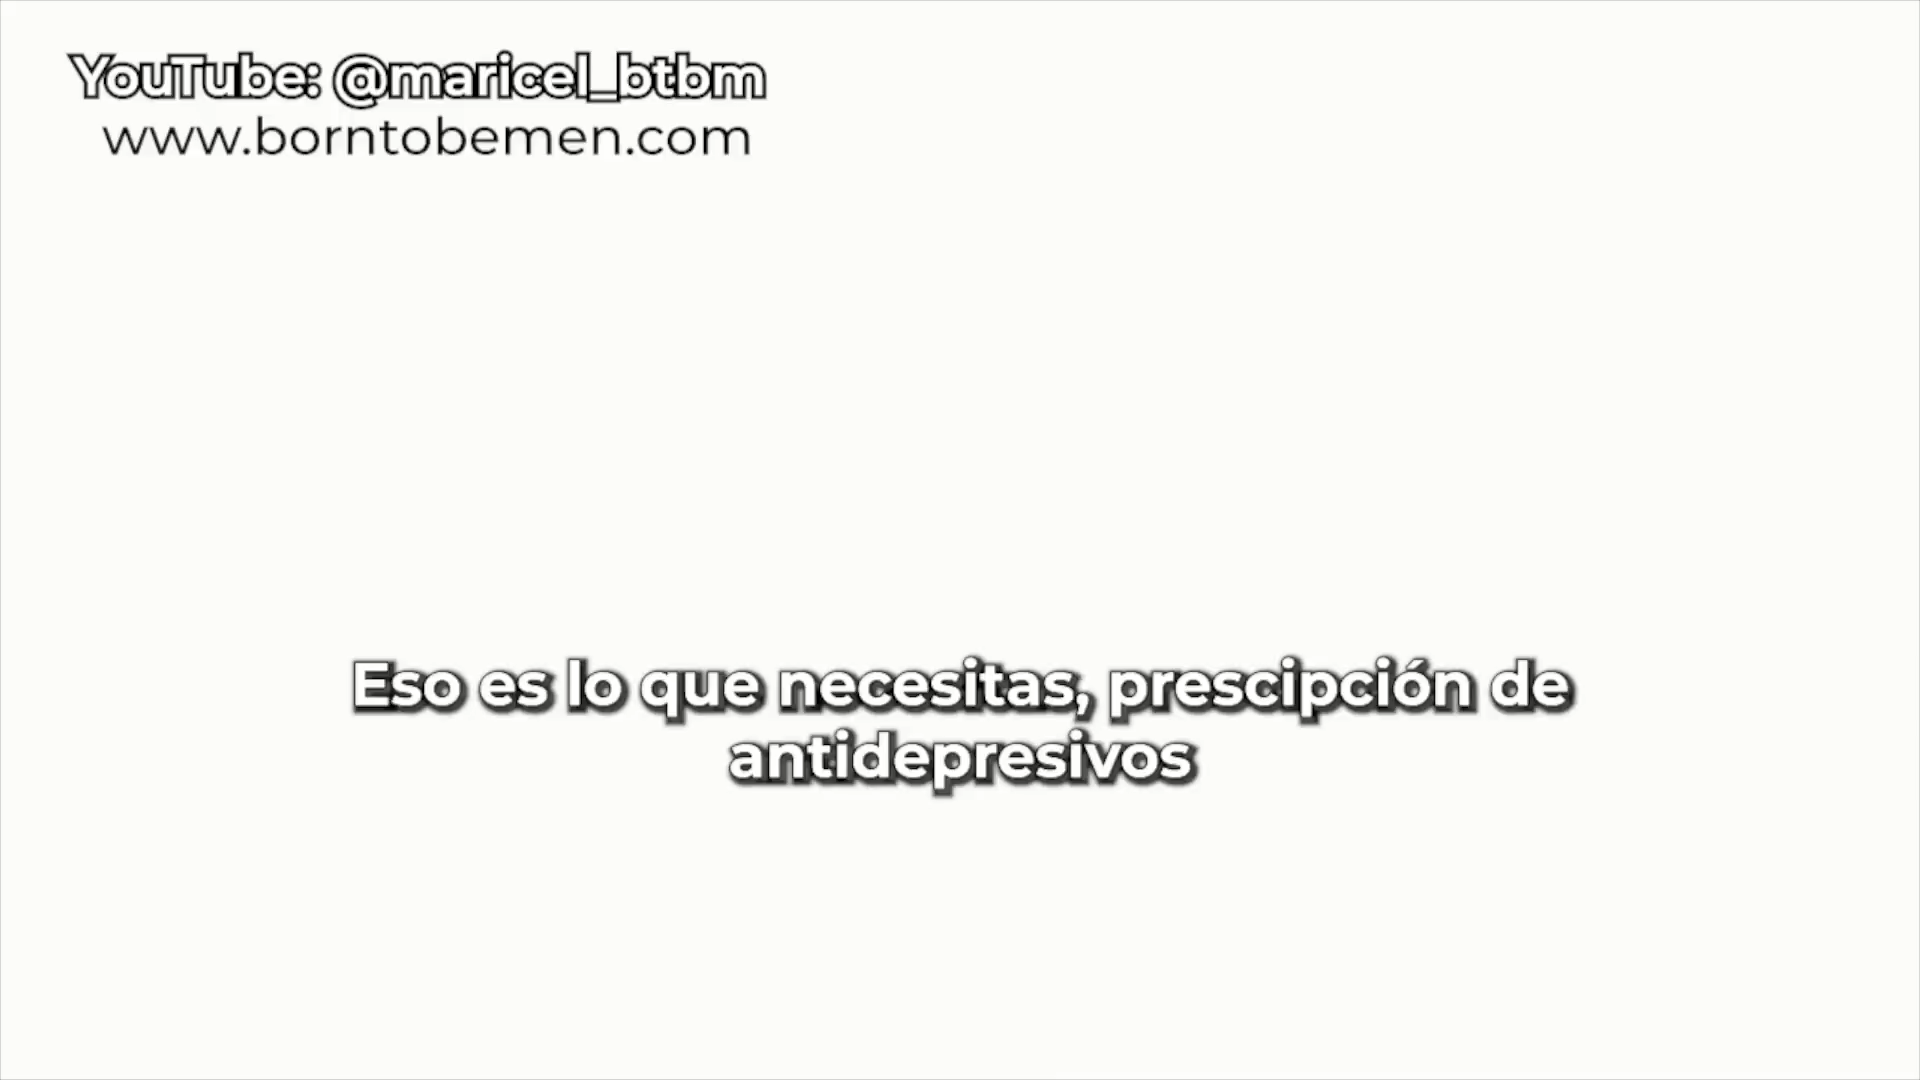 YouTube: @maricel_btbm
www.borntobemen.com
Eso es lo que necesitas, prescipción de
antidepresivos